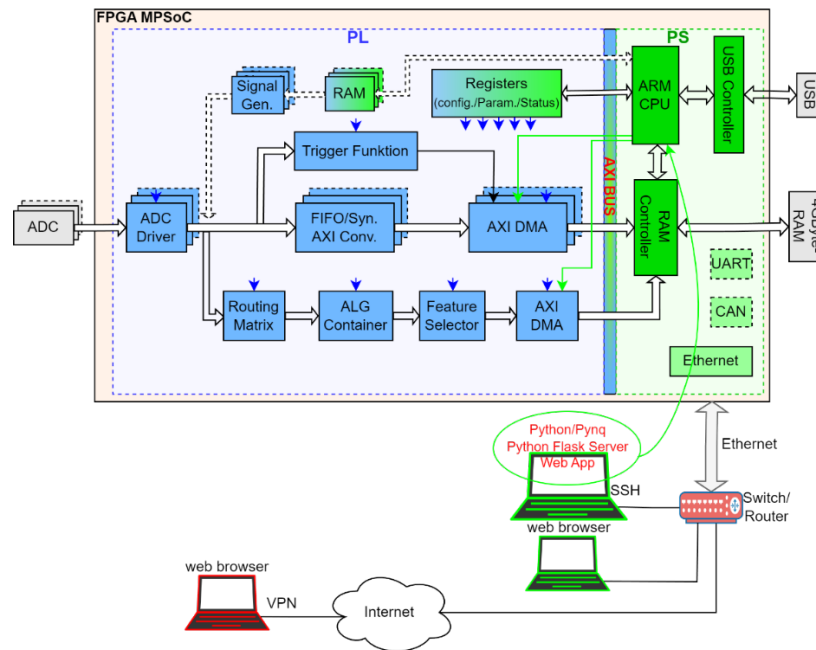 FPGA MPSoC
PL
PS
Signal
Gen.
RAM
Registers
(config./Param./Status)
ARM
CPU
USB Controller
USB
Trigger Funktion
AXI BUS
ADC
ADC
Driver
FIFO/Syn.
AXI Conv.
AXI DMA
RAM
Controller
RAM
UART
Routing
Matrix
ALG
Container
Feature
Selector
AXI
DMA
CAN
Ethernet
Python/Pynq
Python Flask Server
Web App
Ethernet
SSH
Switch/
Router
web browser
web browser
VPN
Internet